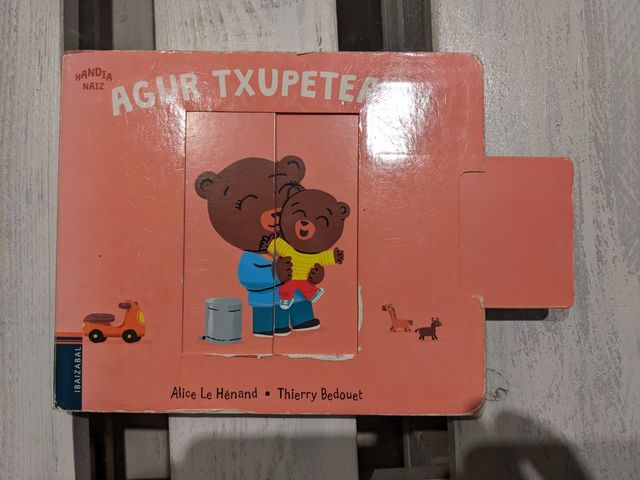 HANDIA
NAIZ
AGUR TXUPETEA
IBAIZABAL
Alice Le Hénand • Thierry Bedouet